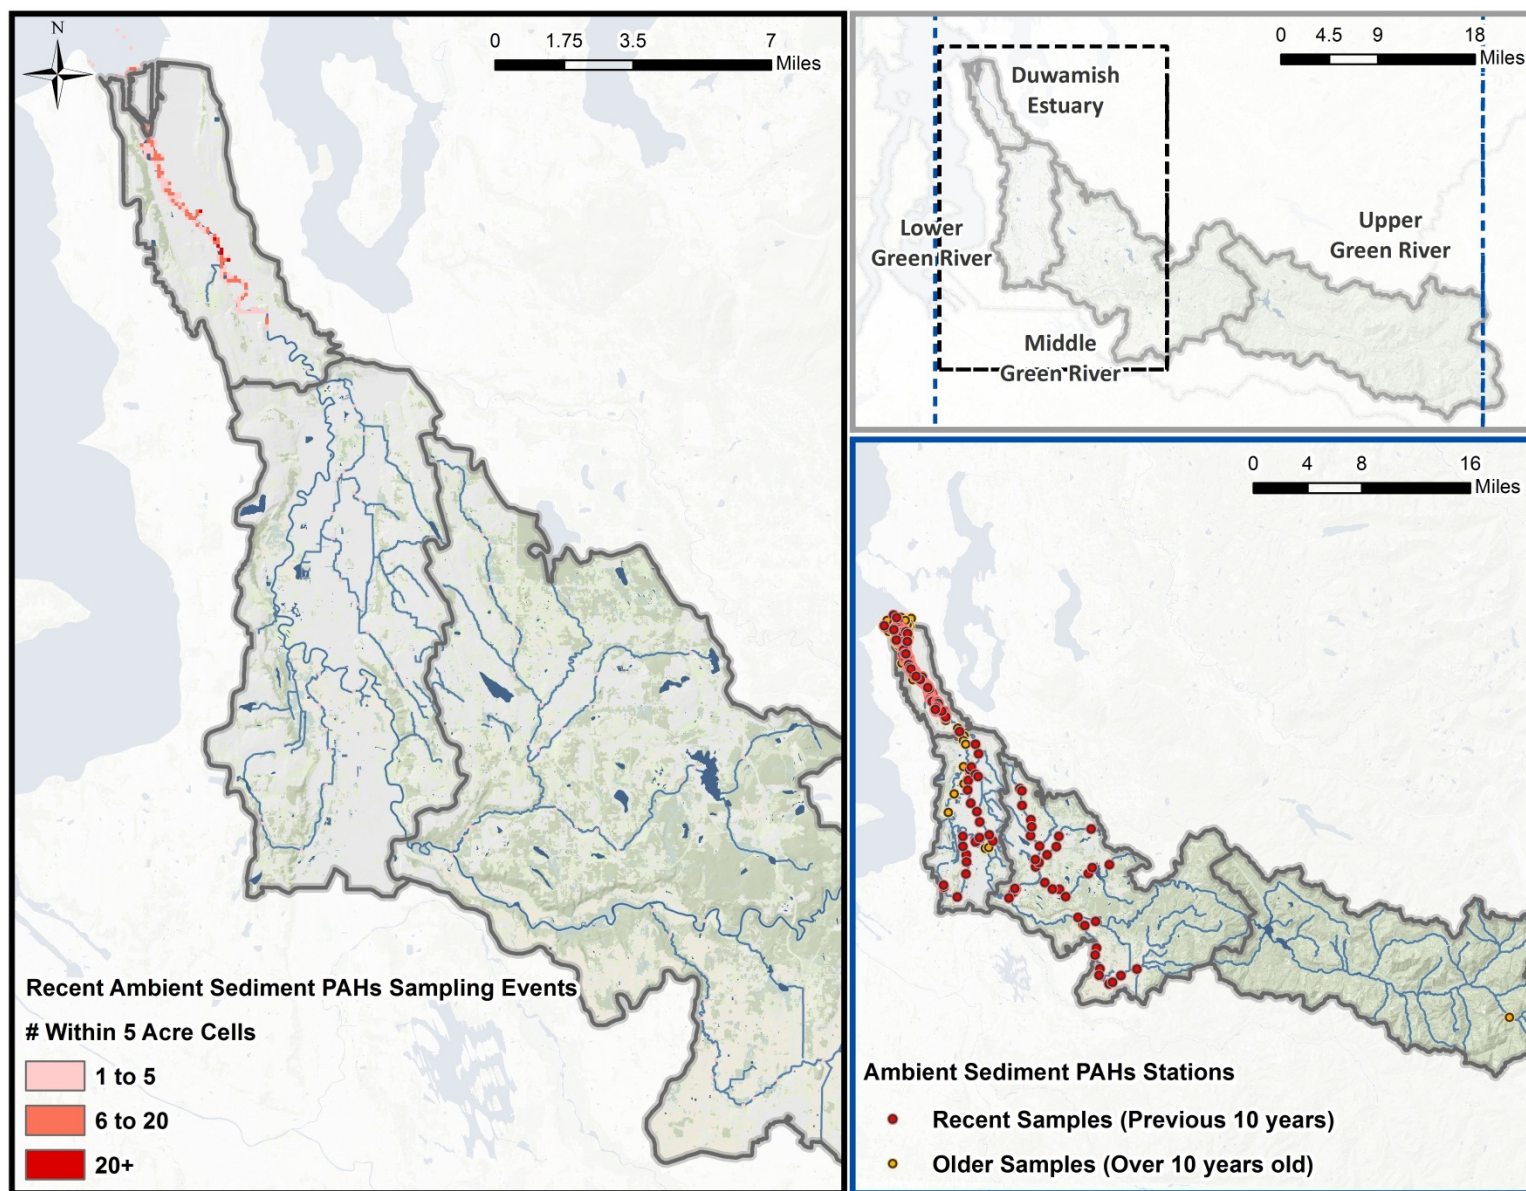 N
0 1.75 3.5 7
Miles
Recent Ambient Sediment PAHs Sampling Events
# Within 5 Acre Cells
1 to 5
6 to 20
20+
0 4.5 9 18
Miles
Duwamish
Estuary
Lower
Green River
Upper
Green River
Middle
Green River
0 4 8 16
Miles
Ambient Sediment PAHs Stations
Recent Samples (Previous 10 years)
Older Samples (Over 10 years old)